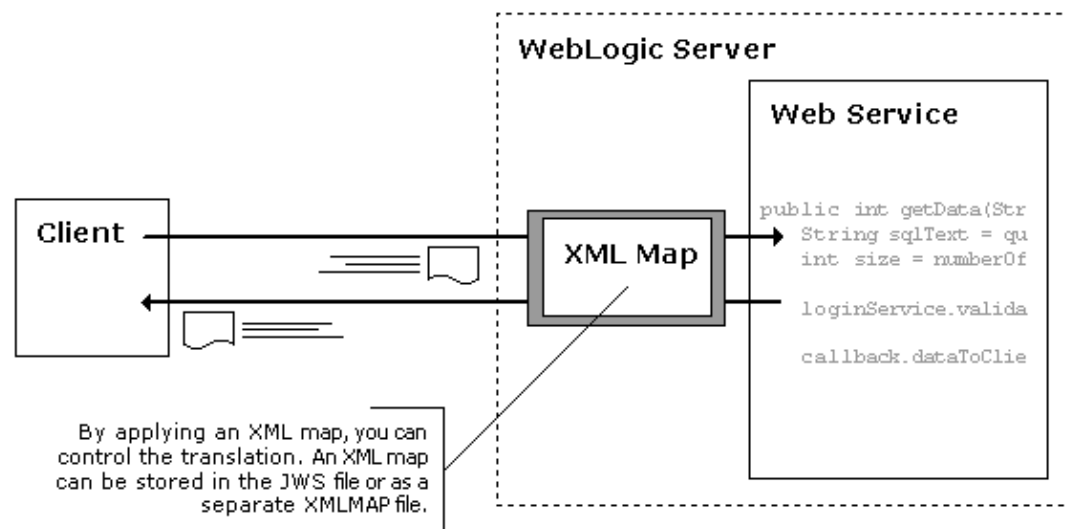 WebLogic Server
Web Service
public int getData(Str
String sqlText = qu
int size = numberOf
loginService.valida
callback.dataToClie
Client
XML Map
By applying an XML map, you can
control the translation. An XML map
can be stored in the JWS file or as a
separate XMLMAP file.